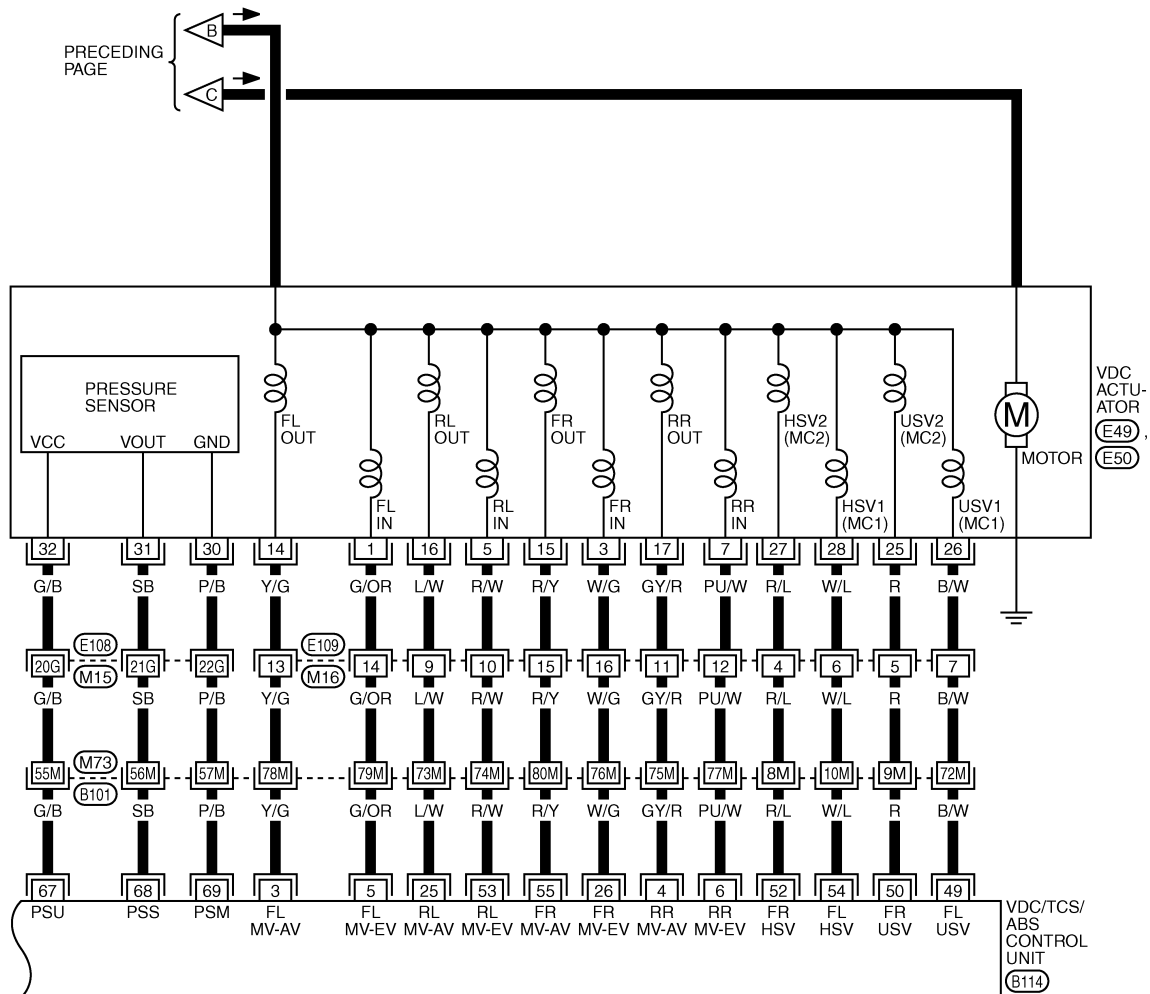 B
PRECEDING
PAGE
C
PRESSURE
SENSOR
VCC VOUT GND
FL
OUT
FL
IN
RL
OUT
RL
IN
FR
OUT
FR
IN
RR
OUT
RR
IN
HSV2
(MC2)
HSV1
(MC1)
USV2
(MC2)
USV1
(MC1)
M
MOTOR
VDC
ACTU-
ATOR
E49 ,
E50
32 31 30 14 1 16 5 15 3 17 7 27 28 25 26
G/B SB P/B Y/G G/OR L/W R/W R/Y W/G GY/R PU/W R/L W/L R B/W
E108 E109
20G 21G 22G 13 14 9 10 15 16 11 12 4 6 5 7
M15 M16
G/B SB P/B Y/G G/OR L/W R/W R/Y W/G GY/R PU/W R/L W/L R B/W
M73
55M 56M 57M 78M 79M 73M 74M 80M 76M 75M 77M 8M 10M 9M 72M
B101
G/B SB P/B Y/G G/OR L/W R/W R/Y W/G GY/R PU/W R/L W/L R B/W
67 68 69 3 5 25 53 55 26 4 6 52 54 50 49
PSU PSS PSM FL FL RL RL FR FR RR RR FR FL FR FL
MV-AV MV-EV MV-AV MV-EV MV-AV MV-EV MV-AV MV-EV HSV HSV USV USV
VDC/TCS/
ABS
CONTROL
UNIT
B114